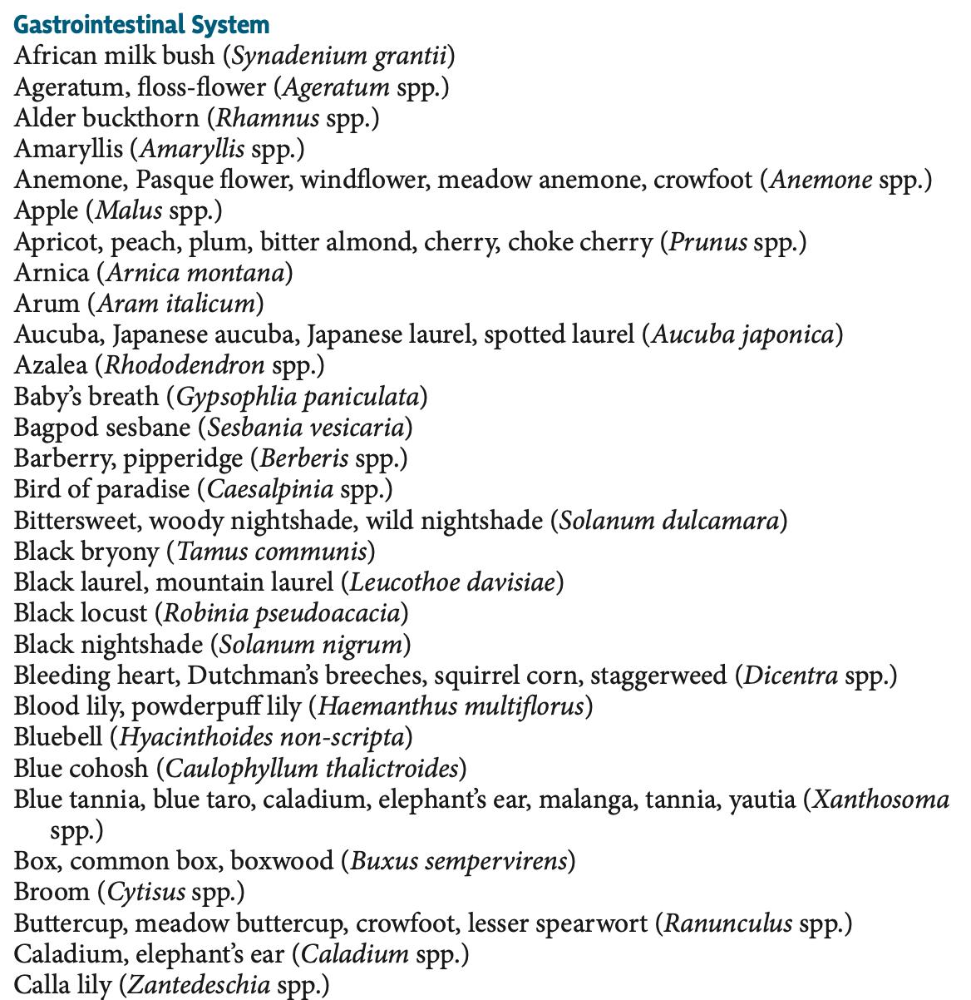 Gastrointestinal System
African milk bush (Synadenium grantii)
Ageratum, floss-flower (Ageratum spp.)
Alder buckthorn (Rhamnus spp.)
Amaryllis (Amaryllis spp.)
Anemone, Pasque flower, windflower, meadow anemone, crowfoot (Anemone spp.)
Apple (Malus spp.)
Apricot, peach, plum, bitter almond, cherry, choke cherry (Prunus spp.)
Arnica (Arnica montana)
Arum (Aram italicum)
Aucuba, Japanese aucuba, Japanese laurel, spotted laurel (Aucuba japonica)
Azalea (Rhododendron spp.)
Baby’s breath (Gypsophlia paniculata)
Bagpod sesbane (Sesbania vesicaria)
Barberry, pipperidge (Berberis spp.)
Bird of paradise (Caesalpinia spp.)
Bittersweet, woody nightshade, wild nightshade (Solanum dulcamara)
Black bryony (Tamus communis)
Black laurel, mountain laurel (Leucothoe davisiae)
Black locust (Robinia pseudoacacia)
Black nightshade (Solanum nigrum)
Bleeding heart, Dutchman’s breeches, squirrel corn, staggerweed (Dicentra spp.)
Blood lily, powderpuff lily (Haemanthus multiflorus)
Bluebell (Hyacinthoides non-scripta)
Blue cohosh (Caulophyllum thalictroides)
Blue tannia, blue taro, caladium, elephant’s ear, malanga, tannia, yautia (Xanthosoma
spp.)
Box, common box, boxwood (Buxus sempervirens)
Broom (Cytisus spp.)
Buttercup, meadow buttercup, crowfoot, lesser spearwort (Ranunculus spp.)
Caladium, elephant’s ear (Caladium spp.)
Calla lily (Zantedeschia spp.)